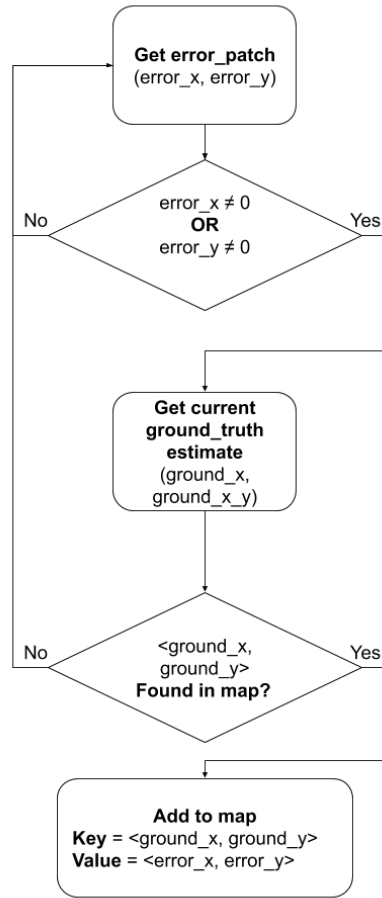 Get error_patch
(error_x, error_y)
error_x ≠ 0
OR
error_y ≠ 0
No
Yes
Get current
ground_truth
estimate
(ground_x,
ground_x_y)
<ground_x,
ground_y>
Found in map?
No
Yes
Add to map
Key = <ground_x, ground_y>
Value = <error_x, error_y>